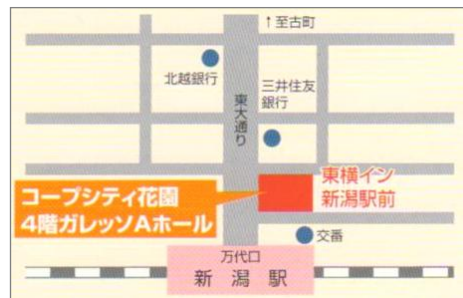 ↑至古町
北越銀行
三井住友
銀行
東大通り
東横イン
新潟駅前
コープシティ花園
4階ガレッソAホール
交番
万代口
新潟駅